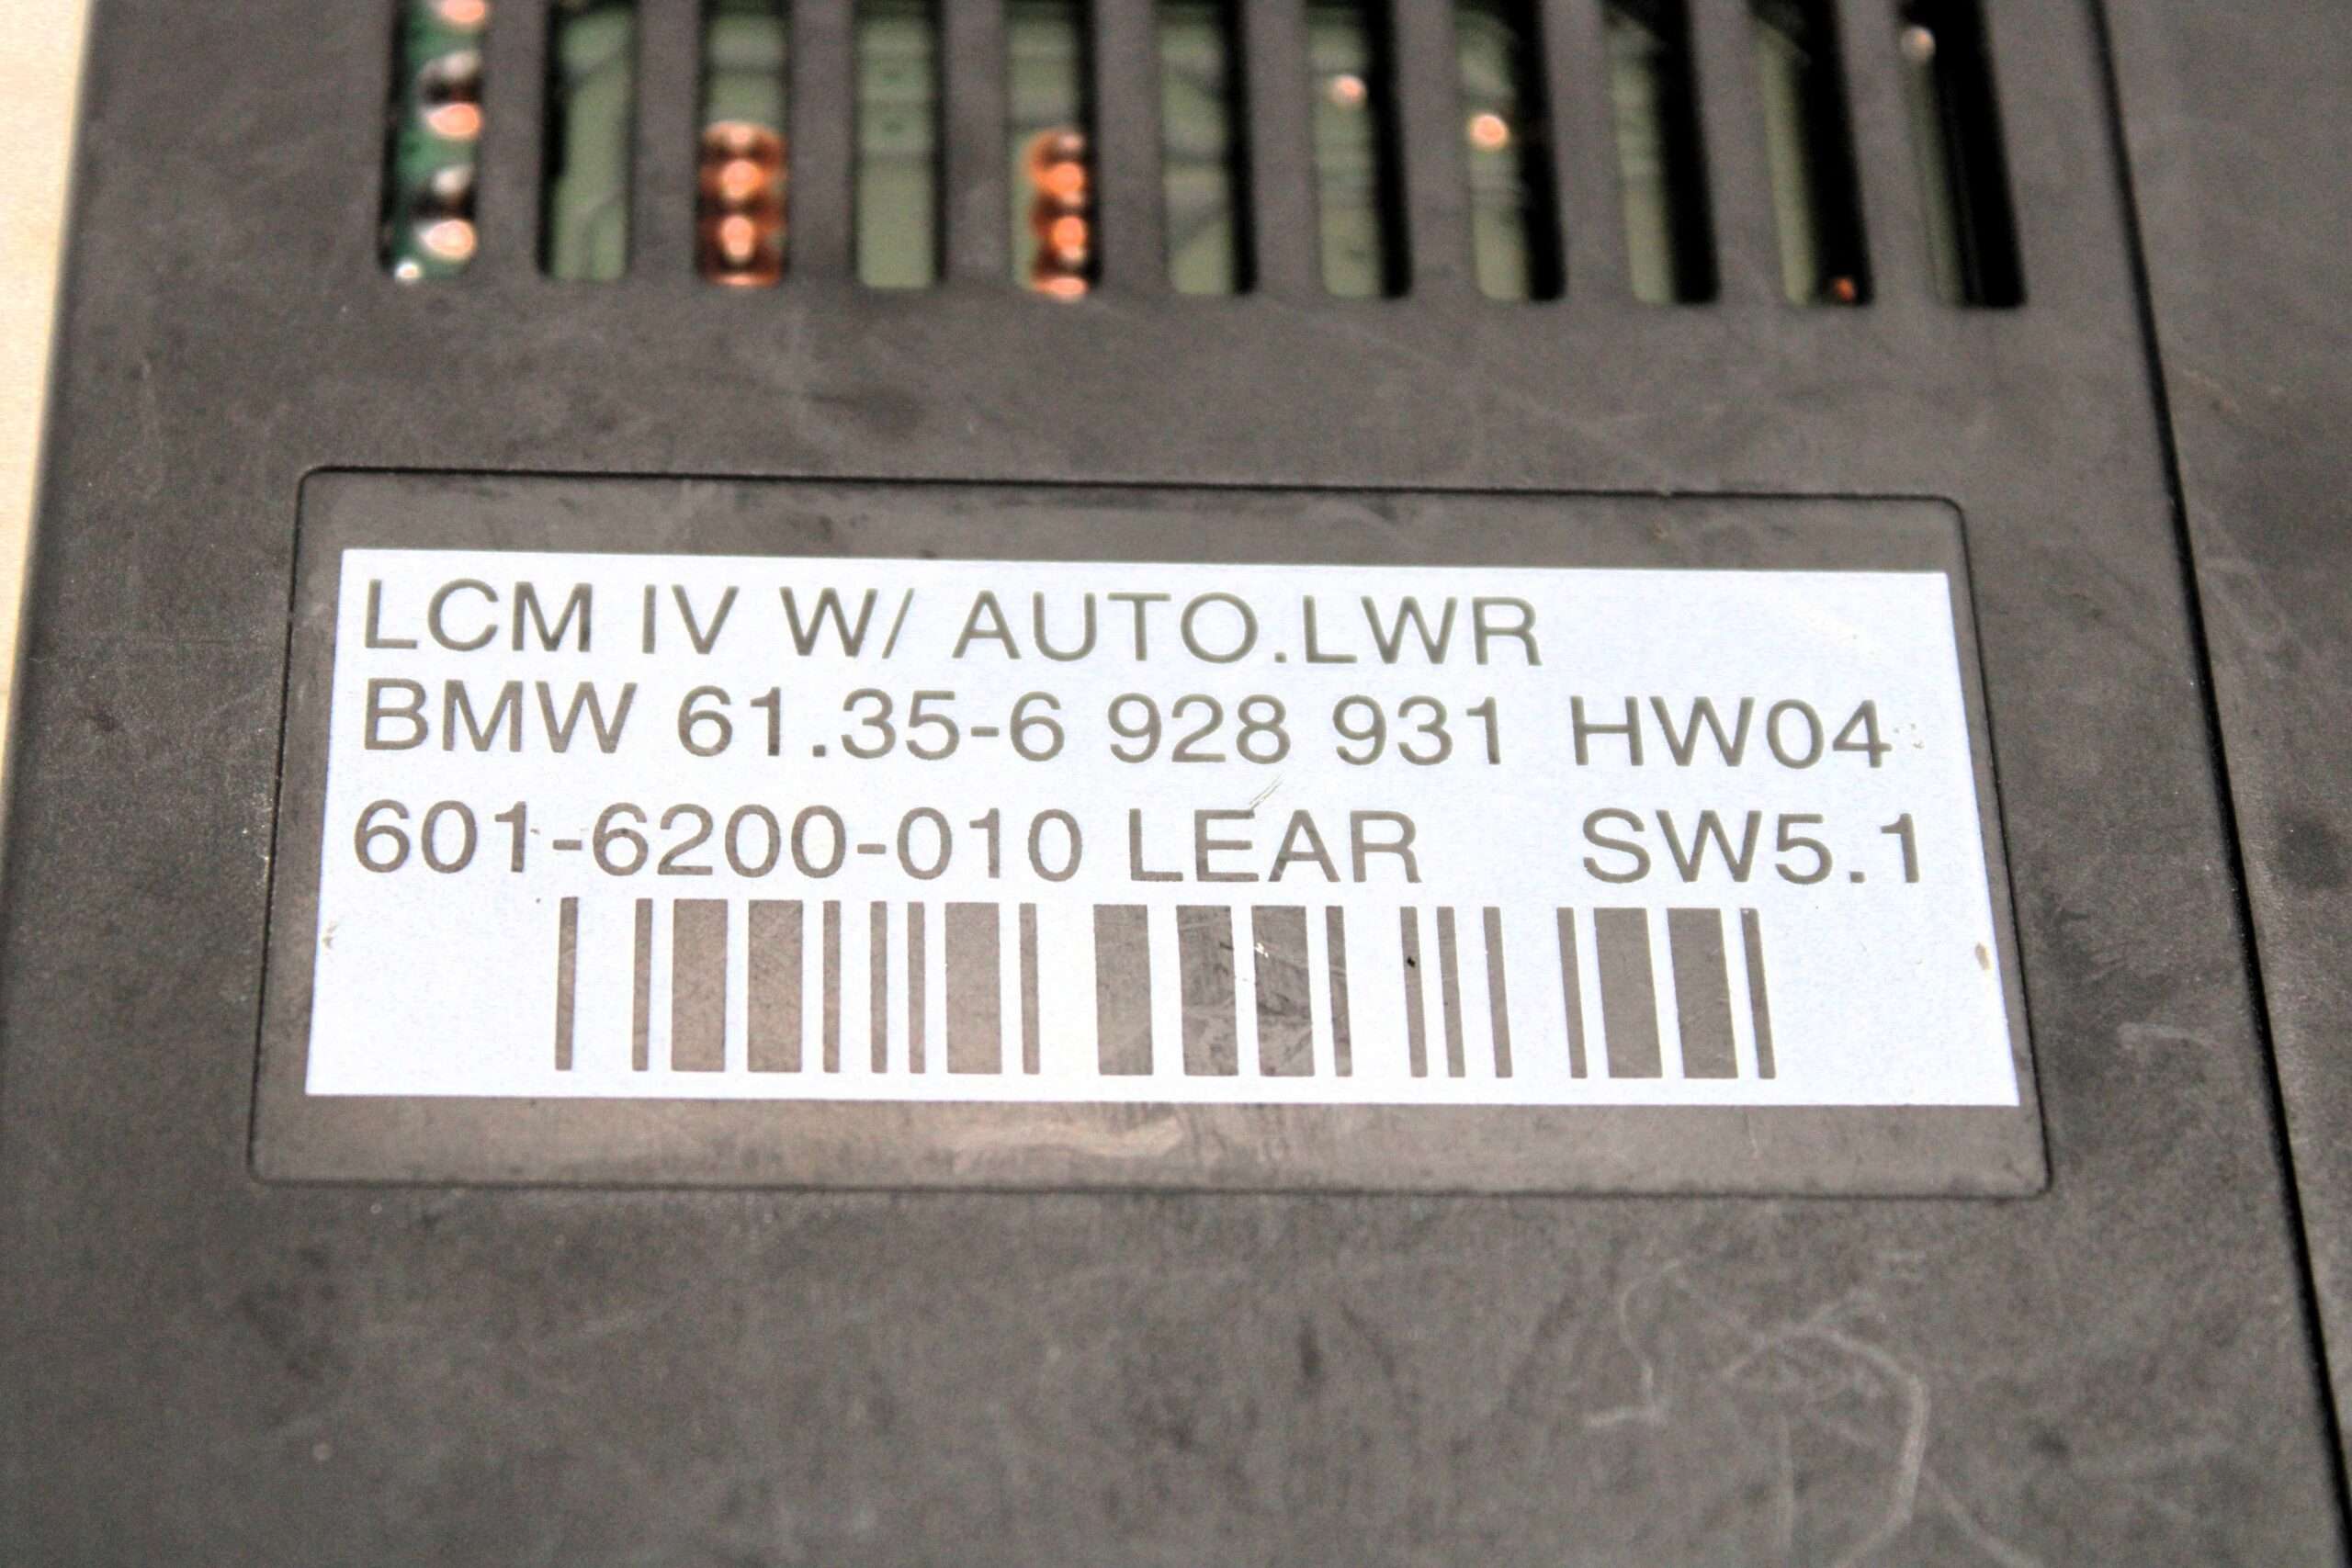 LCM IV W/ AUTO.LWR
BMW 61.35-6 928 931 HW04
601-6200-010 LEAR SW5.1